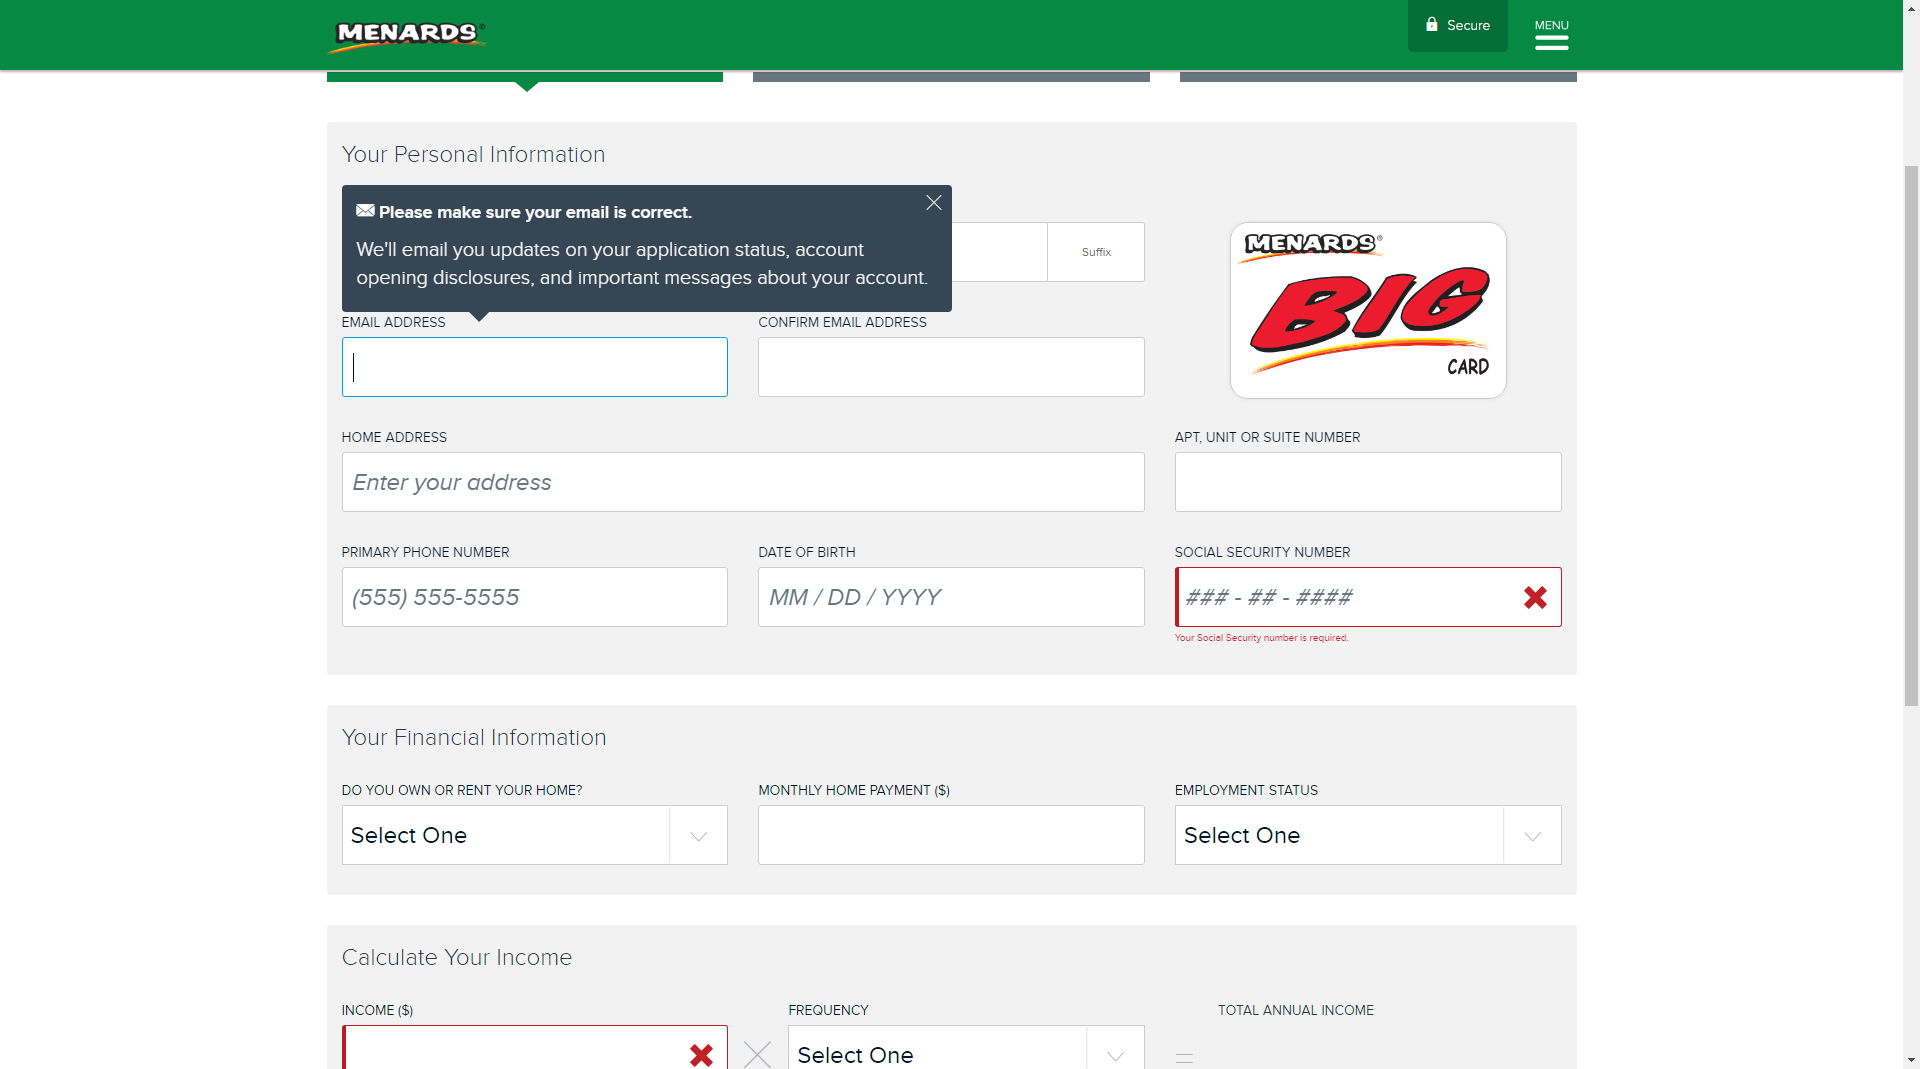 MENARDS®
Secure
MENU
Your Personal Information
Please make sure your email is correct.
We'll email you updates on your application status, account
opening disclosures, and important messages about your account.
Suffix
MENARDS®
BIG
CARD
EMAIL ADDRESS
CONFIRM EMAIL ADDRESS
HOME ADDRESS
APT, UNIT OR SUITE NUMBER
Enter your address
PRIMARY PHONE NUMBER
DATE OF BIRTH
SOCIAL SECURITY NUMBER
(555) 555-5555
MM / DD / YYYY
### - ## - ####
Your Social Security number is required.
Your Financial Information
DO YOU OWN OR RENT YOUR HOME?
MONTHLY HOME PAYMENT ($)
EMPLOYMENT STATUS
Select One
Select One
Calculate Your Income
INCOME ($)
FREQUENCY
TOTAL ANNUAL INCOME
Select One
=